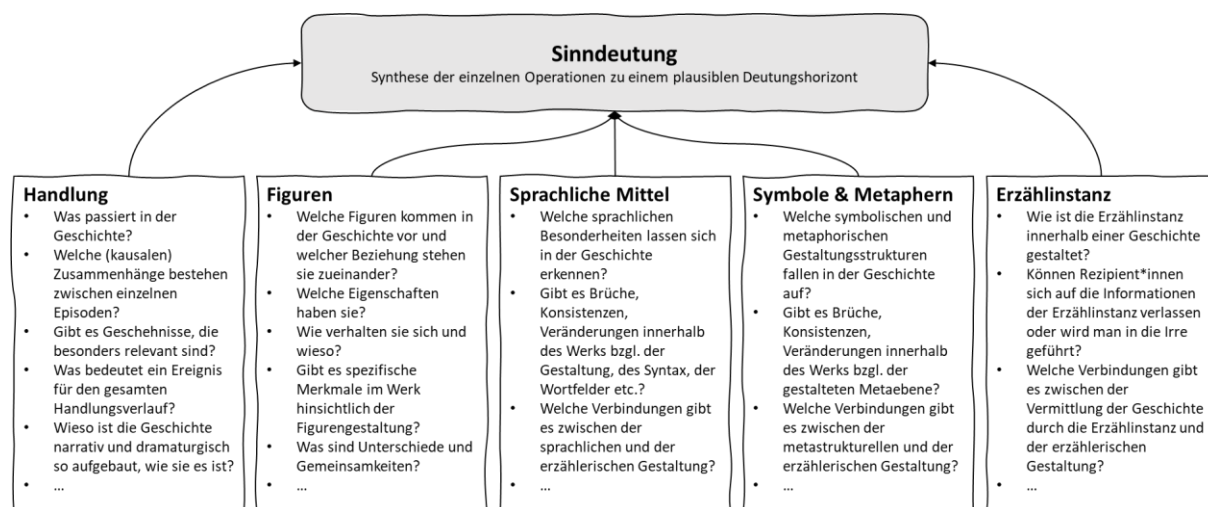 Sinndeutung
Synthese der einzelnen Operationen zu einem plausiblen Deutungshorizont
Handlung
• Was passiert in der
Geschichte?
• Welche (kausalen)
Zusammenhänge bestehen
zwischen einzelnen
Episoden?
• Gibt es Geschehnisse, die
besonders relevant sind?
• Was bedeutet ein Ereignis
für den gesamten
Handlungsverlauf?
• Wieso ist die Geschichte
narrativ und dramaturgisch
so aufgebaut, wie sie es ist?
• ...
Figuren
• Welche Figuren kommen in
der Geschichte vor und
welcher Beziehung stehen
sie zueinander?
• Welche Eigenschaften
haben sie?
• Wie verhalten sie sich und
wieso?
• Gibt es spezifische
Merkmale im Werk
hinsichtlich der
Figurengestaltung?
• Was sind Unterschiede und
Gemeinsamkeiten?
• ...
Sprachliche Mittel
• Welche sprachlichen
Besonderheiten lassen sich
in der Geschichte
erkennen?
• Gibt es Brüche,
Konsistenzen,
Veränderungen innerhalb
des Werks bzgl. der
Gestaltung, des Syntax, der
Wortfelder etc.?
• Welche Verbindungen gibt
es zwischen der
sprachlichen und der
erzählerischen Gestaltung?
• ...
Symbole & Metaphern
• Welche symbolischen und
metaphorischen
Gestaltungsstrukturen
fallen in der Geschichte
auf?
• Gibt es Brüche,
Konsistenzen,
Veränderungen innerhalb
des Werks bzgl. der
gestalteten Metaebene?
• Welche Verbindungen gibt
es zwischen der
metastrukturellen und der
erzählerischen Gestaltung?
• ...
Erzählinstanz
• Wie ist die Erzählinstanz
innerhalb einer Geschichte
gestaltet?
• Können Rezipient*innen
sich auf die Informationen
der Erzählinstanz verlassen
oder wird man in die Irre
geführt?
• Welche Verbindungen gibt
es zwischen der
Vermittlung der Geschichte
durch die Erzählinstanz und
der erzählerischen
Gestaltung?
• ...